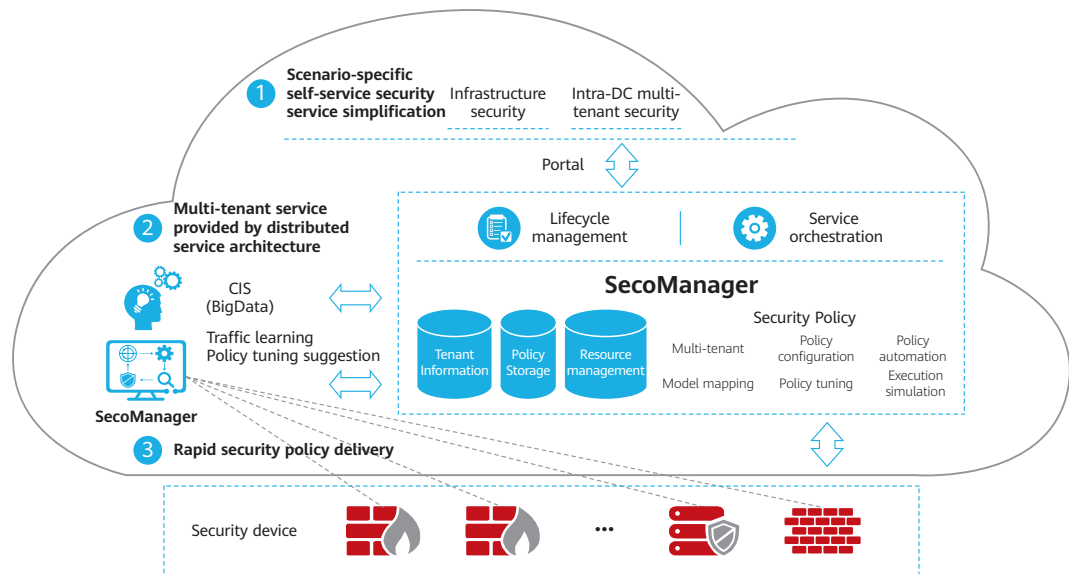 1
Scenario-specific
self-service security
service simplification
Infrastructure
security
Intra-DC multi-
tenant security
Portal
2
Multi-tenant service
provided by distributed
service architecture
Lifecycle
management
Service
orchestration
CIS
(BigData)
Traffic learning
Policy tuning suggestion
SecoManager
SecoManager
Tenant
Information
Policy
Storage
Resource
management
Security Policy
Multi-tenant
Policy
configuration
Policy
automation
Model mapping
Policy tuning
Execution
simulation
3
Rapid security policy delivery
Security device
...